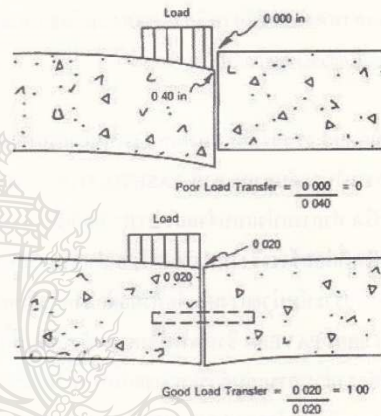 Load
0 000 in
0 40 in
Poor Load Transfer = 0 000 = 0
0 040
Load
0 020
0 020
Good Load Transfer = 0 020 = 1 00
0 020